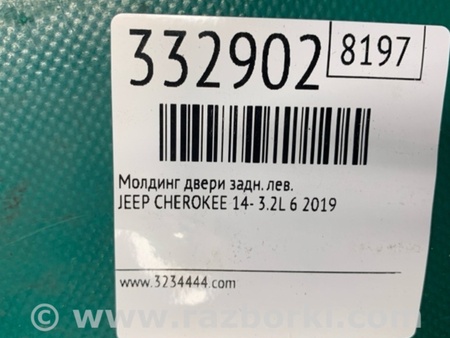 332902
8197
Молдинг двери задн. лев.
JEEP CHEROKEE 14- 3.2L 6 2019
www.3234444.com
© www.razborki.com